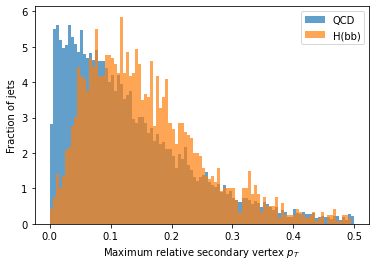 QCD
H(bb)
Fraction of jets
6
5
4
3
2
1
0
0.0 0.1 0.2 0.3 0.4 0.5
Maximum relative secondary vertex p_T